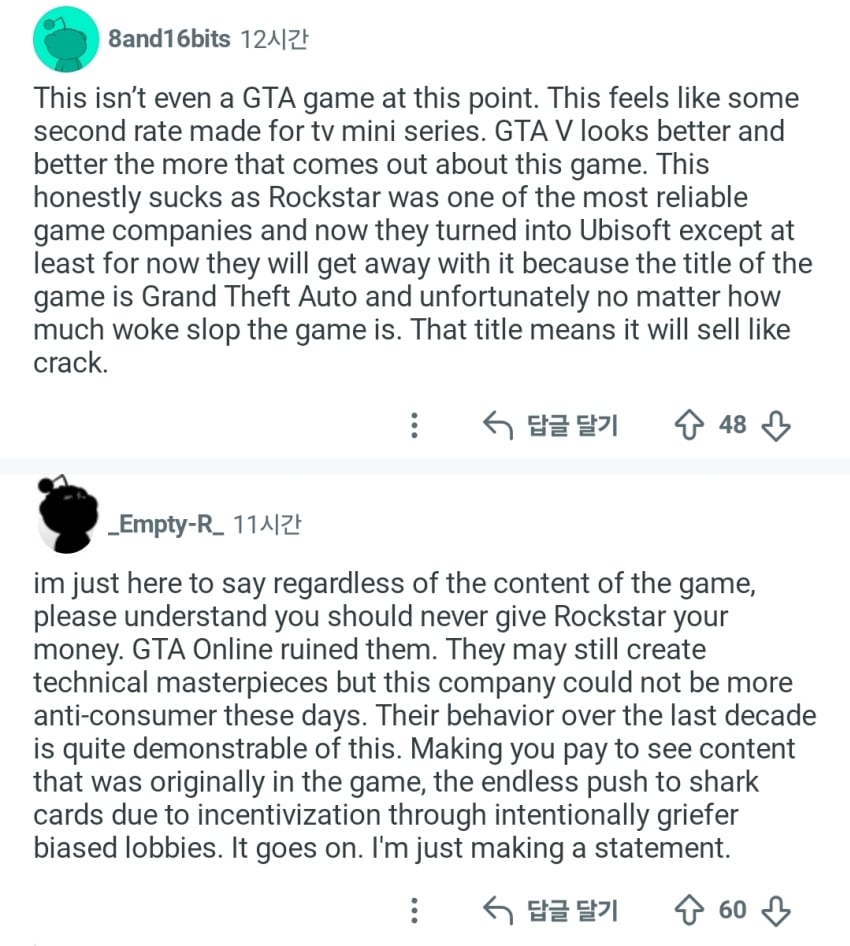 8and16bits 12시간
This isn't even a GTA game at this point. This feels like some
second rate made for tv mini series. GTA V looks better and
better the more that comes out about this game. This
honestly sucks as Rockstar was one of the most reliable
game companies and now they turned into Ubisoft except at
least for now they will get away with it because the title of the
game is Grand Theft Auto and unfortunately no matter how
much woke slop the game is. That title means it will sell like
crack.
답글 달기 48
_Empty-R_ 11시간
im just here to say regardless of the content of the game,
please understand you should never give Rockstar your
money. GTA Online ruined them. They may still create
technical masterpieces but this company could not be more
anti-consumer these days. Their behavior over the last decade
is quite demonstrable of this. Making you pay to see content
that was originally in the game, the endless push to shark
cards due to incentivization through intentionally griefer
biased lobbies. It goes on. I'm just making a statement.
답글 달기 60